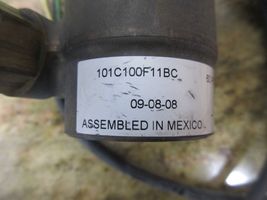 101C100F11BC
09-08-08
ASSEMBLED IN MEXICO